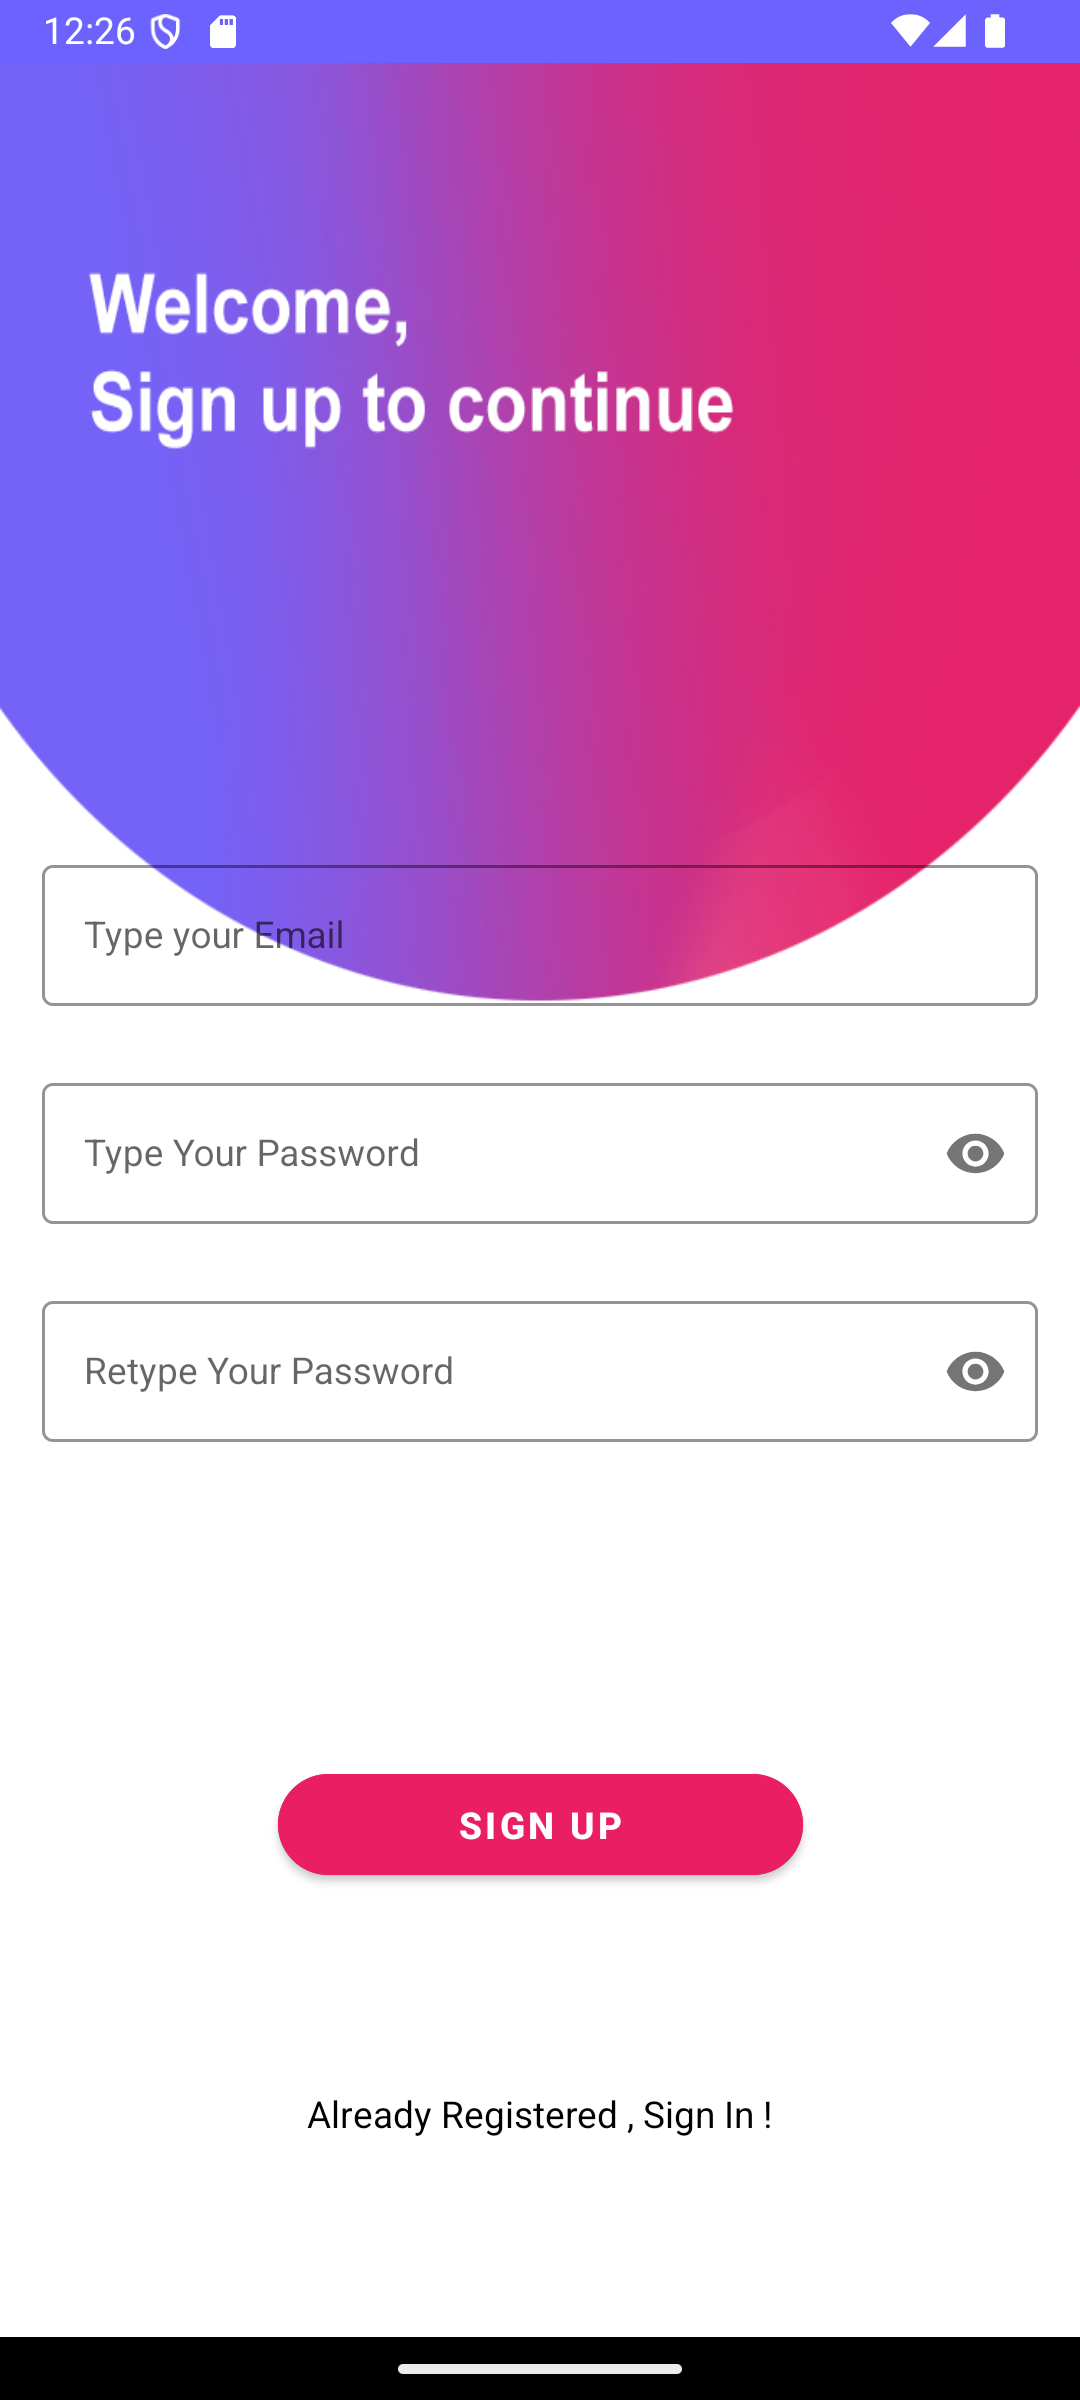 12:26
Welcome,
Sign up to continue
Type your Email
Type Your Password
Retype Your Password
SIGN UP
Already Registered , Sign In !